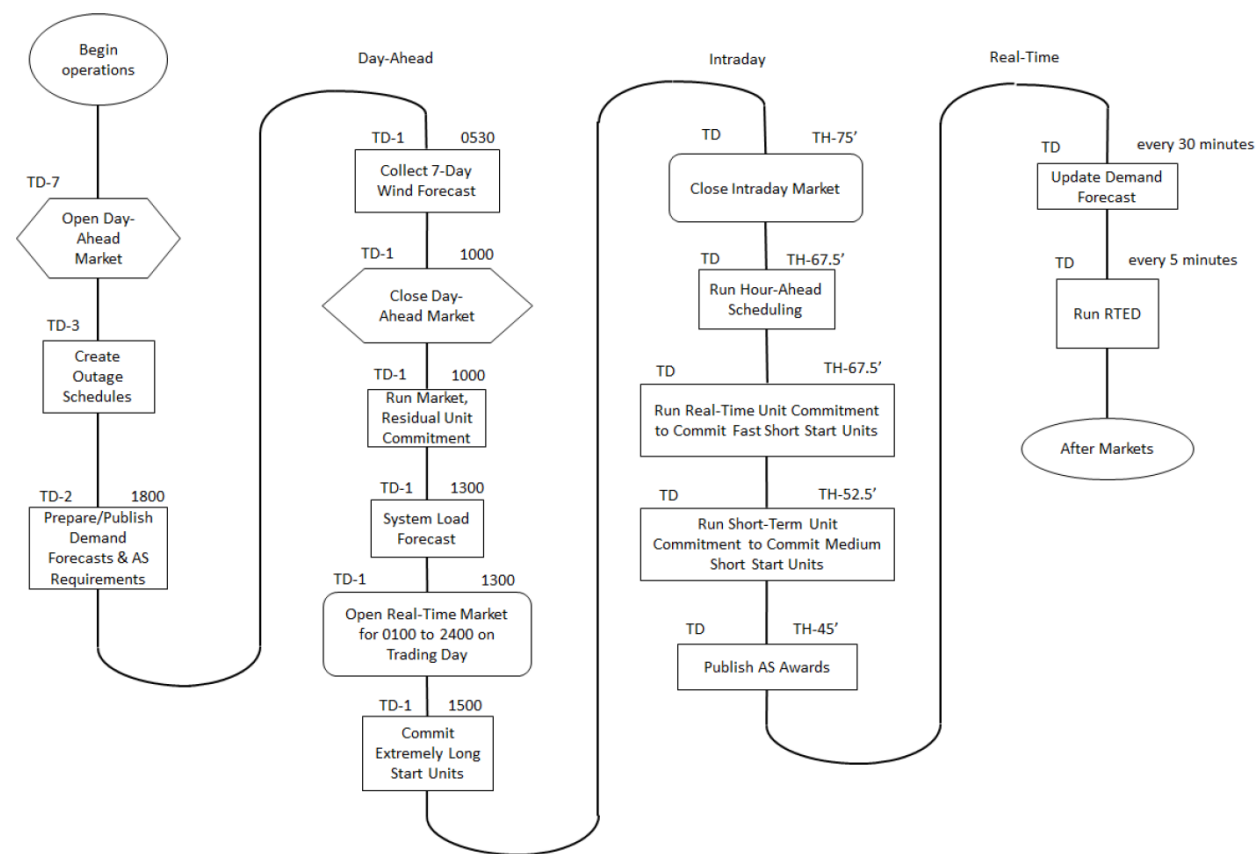 Begin
operations
TD-7
Open Day-
Ahead
Market
TD-3
Create
Outage
Schedules
TD-2 1800
Prepare/Publish
Demand
Forecasts & AS
Requirements
Day-Ahead
TD-1 0530
Collect 7-Day
Wind Forecast
TD-1 1000
Close Day-
Ahead Market
TD-1 1000
Run Market,
Residual Unit
Commitment
TD-1 1300
System Load
Forecast
TD-1 1300
Open Real-Time Market
for 0100 to 2400 on
Trading Day
TD-1 1500
Commit
Extremely Long
Start Units
Intraday
TD TH-75’
Close Intraday Market
TD TH-67.5’
Run Hour-Ahead
Scheduling
TD TH-67.5’
Run Real-Time Unit Commitment
to Commit Fast Short Start Units
TD TH-52.5’
Run Short-Term Unit
Commitment to Commit Medium
Short Start Units
TD TH-45’
Publish AS Awards
Real-Time
TD every 30 minutes
Update Demand
Forecast
TD every 5 minutes
Run RTED
After Markets